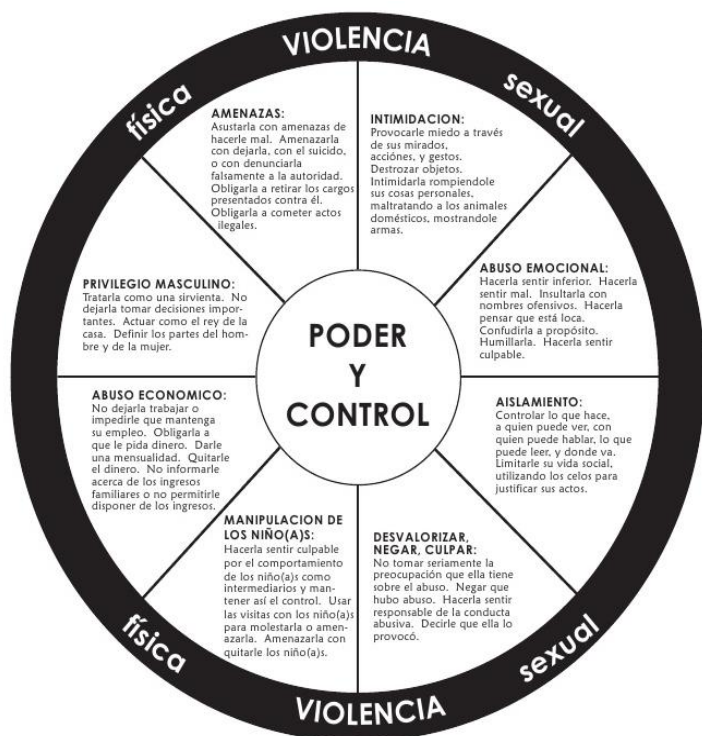 VIOLENCIA
física
sexual
AMENAZAS:
Asustarla con amenazas de
hacerle mal. Amenazarla
con dejarla, con el suicido,
o con denunciarla
falsamente a la autoridad.
Obligarla a retirar los cargos
presentados contra él.
Obligarla a cometer actos
ilegales.
INTIMIDACION:
Provocarle miedo a través
de sus mirados,
acciónes, y gestos.
Destrozar objetos.
Intimidarla rompiendole
sus cosas personales,
maltratando a los animales
domésticos, mostrandole
armas.
PRIVILEGIO MASCULINO:
Tratarla como una sirvienta. No
dejarla tomar decisiones impor-
tantes. Actuar como el rey de la
casa. Definir los partes del hom-
bre y de la mujer.
ABUSO EMOCIONAL:
Hacerla sentir inferior. Hacerla
sentir mal. Insultarla con
nombres ofensivos. Hacerla
pensar que está loca.
Confudirla a propósito.
Humillarla. Hacerla sentir
culpable.
PODER
Y
CONTROL
ABUSO ECONOMICO:
No dejarla trabajar o
impedirle que mantenga
su empleo. Obligarla a
que le pida dinero. Darle
una mensualidad. Quitarle
el dinero. No informarle
acerca de los ingresos
familiares o no permitirle
disponer de los ingresos.
AISLAMIENTO:
Controlar lo que hace,
a quien puede ver, con
quien puede hablar, lo que
puede leer, y donde va.
Limitarle su vida social,
utilizando los celos para
justificar sus actos.
MANIPULACION DE
LOS NIÑO(A)S:
Hacerla sentir culpable
por el comportamiento
de los niño(a)s como
intermediarios y man-
tener así el control. Usar
las visitas con los niño(a)s
para molestarla o amen-
azarla. Amenazarla con
quitarle los niño(a)s.
DESVALORIZAR,
NEGAR, CULPAR:
No tomar seriamente la
preocupación que ella tiene
sobre el abuso. Negar que
hubo abuso. Hacerla sentir
responsable de la conducta
abusiva. Decirle que ella lo
provocó.
física
VIOLENCIA
sexual